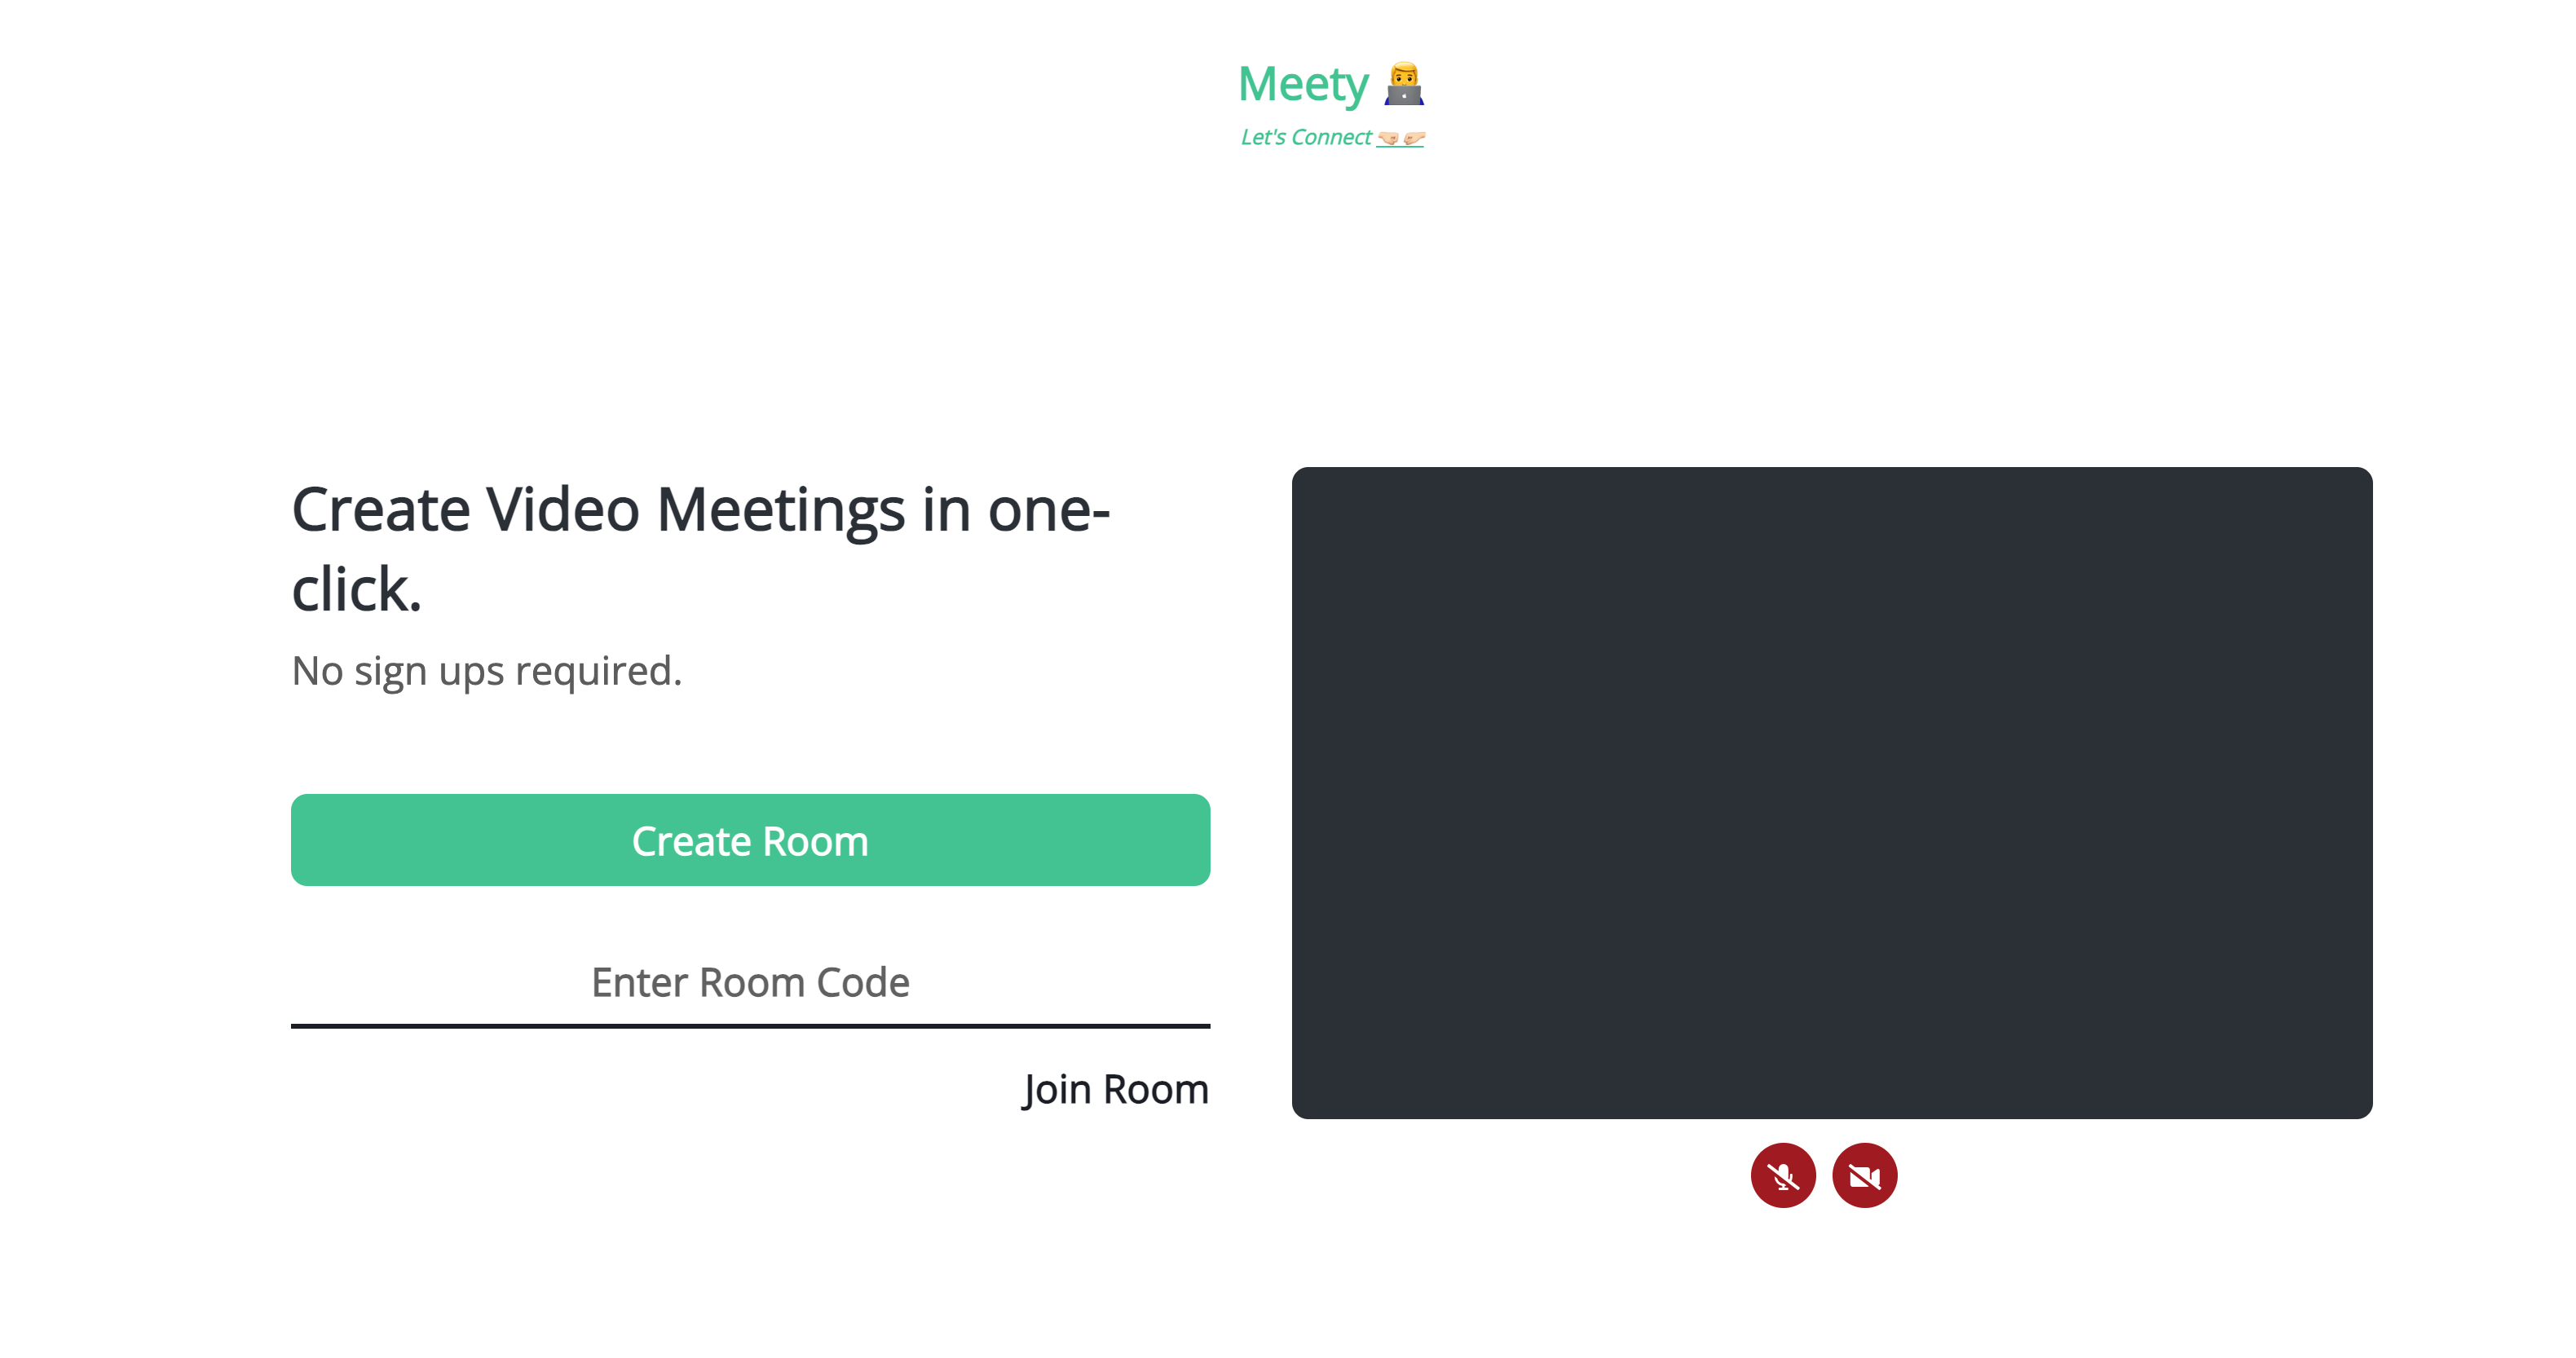 Meety 👨‍💻
Let's Connect 🤜🏻🤛🏻
Create Video Meetings in one-
click.
No sign ups required.
Create Room
Enter Room Code
Join Room